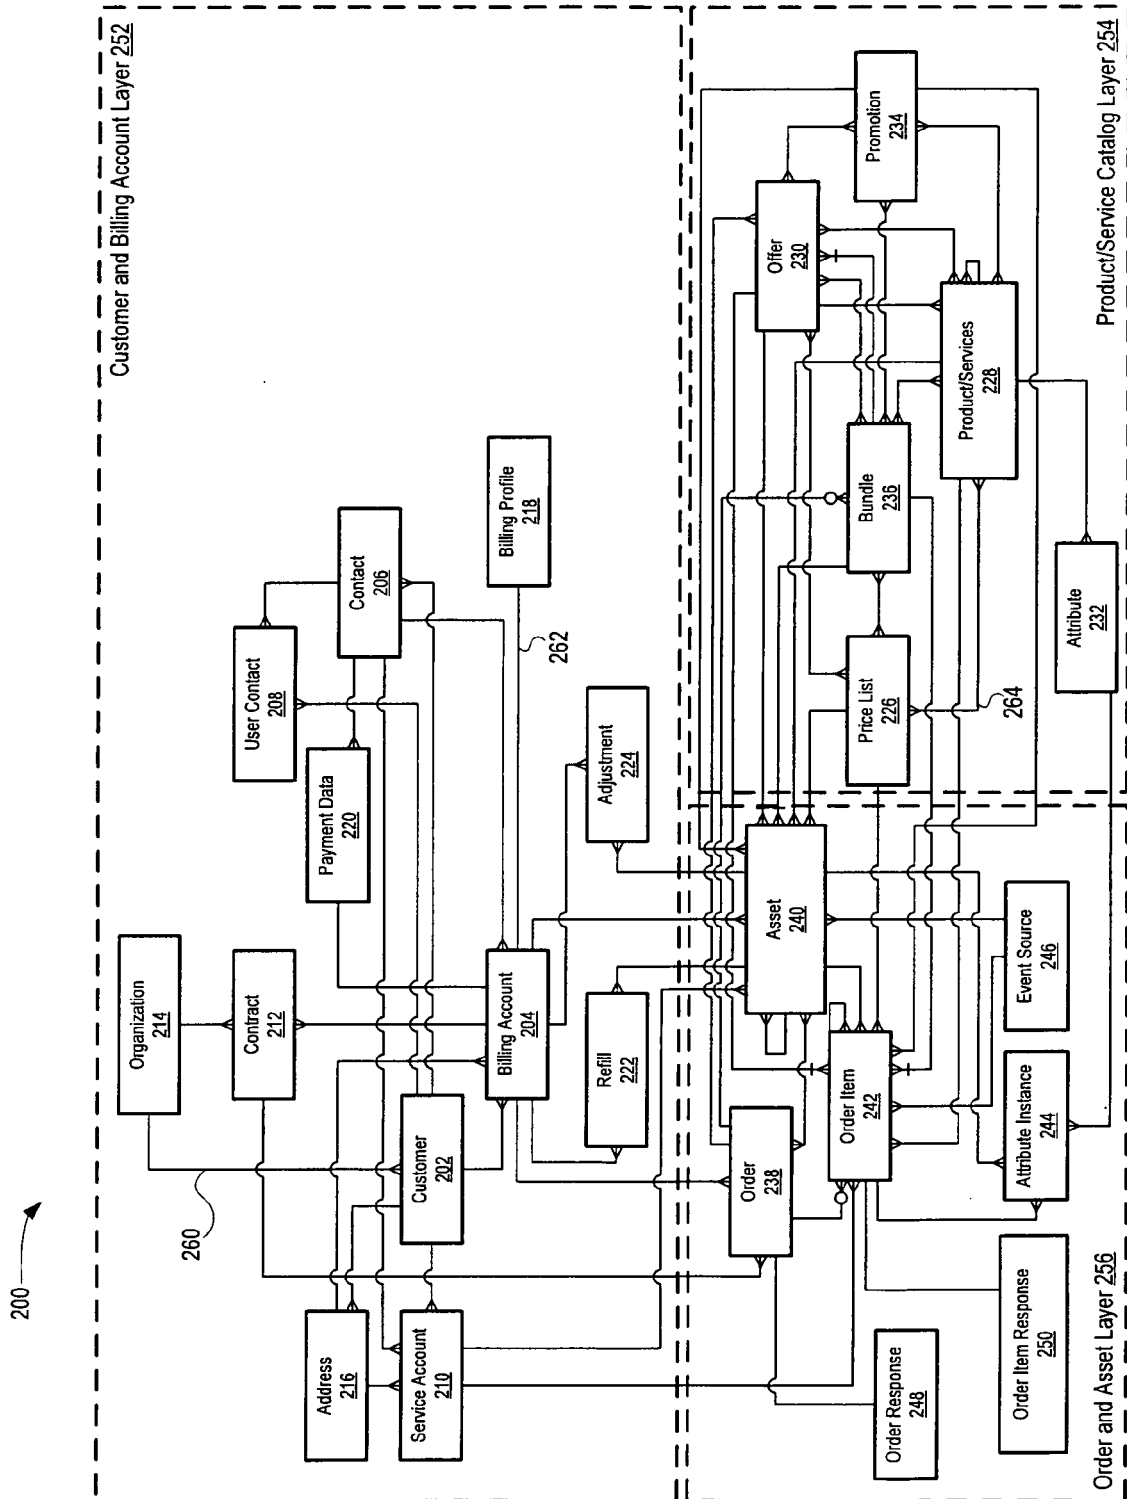 200
Customer and Billing Account Layer 252
Organization
214
Contract
212
User Contact
208
Contact
206
Payment Data
220
Billing Profile
218
262
260
Address
216
Service Account
210
Customer
202
Billing Account
204
Refill
222
Adjustment
224
Order and Asset Layer 256
Order
238
Asset
240
Order Item
242
Order Response
248
Order Item Response
250
Attribute Instance
244
Event Source
246
Product/Service Catalog Layer 254
Price List
226
Bundle
236
Offer
230
Promotion
234
Product/Services
228
Attribute
232
264